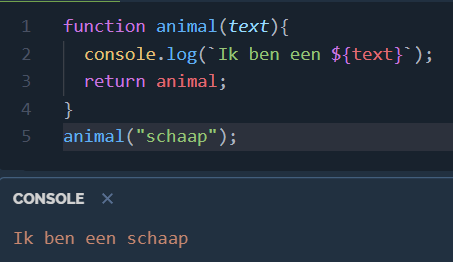 1 function animal(text){
2 console.log(`Ik ben een ${text}`);
3 return animal;
4 }
5 animal("schaap");
CONSOLE ×
Ik ben een schaap